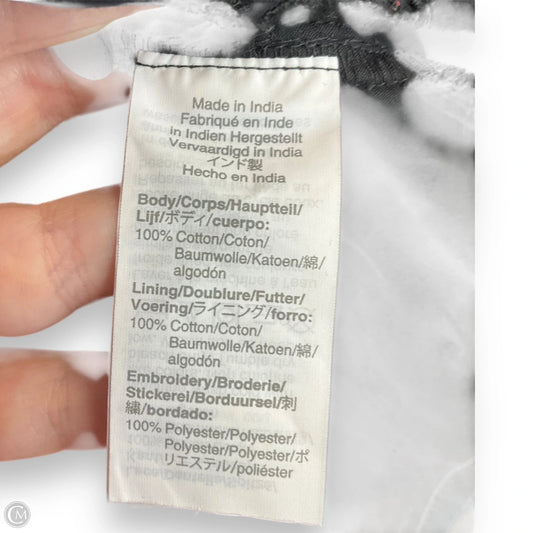 Made in India
Fabriqué en Inde
in Indien Hergestellt
Vervaardigd in India
インド製
Hecho en India
Body/Corps/Hauptteil/
Lijf/ボディ/cuerpo:
100% Cotton/Coton/
Baumwolle/Katoen/綿/
algodón
Lining/Doublure/Futter/
Voering/ライニング/forro:
100% Cotton/Coton/
Baumwolle/Katoen/綿/
algodón
Embroidery/Broderie/
Stickerei/Borduursel/刺
繍/bordado:
100% Polyester/Polyester/
Polyester/Polyester/ポ
リエステル/poliéster